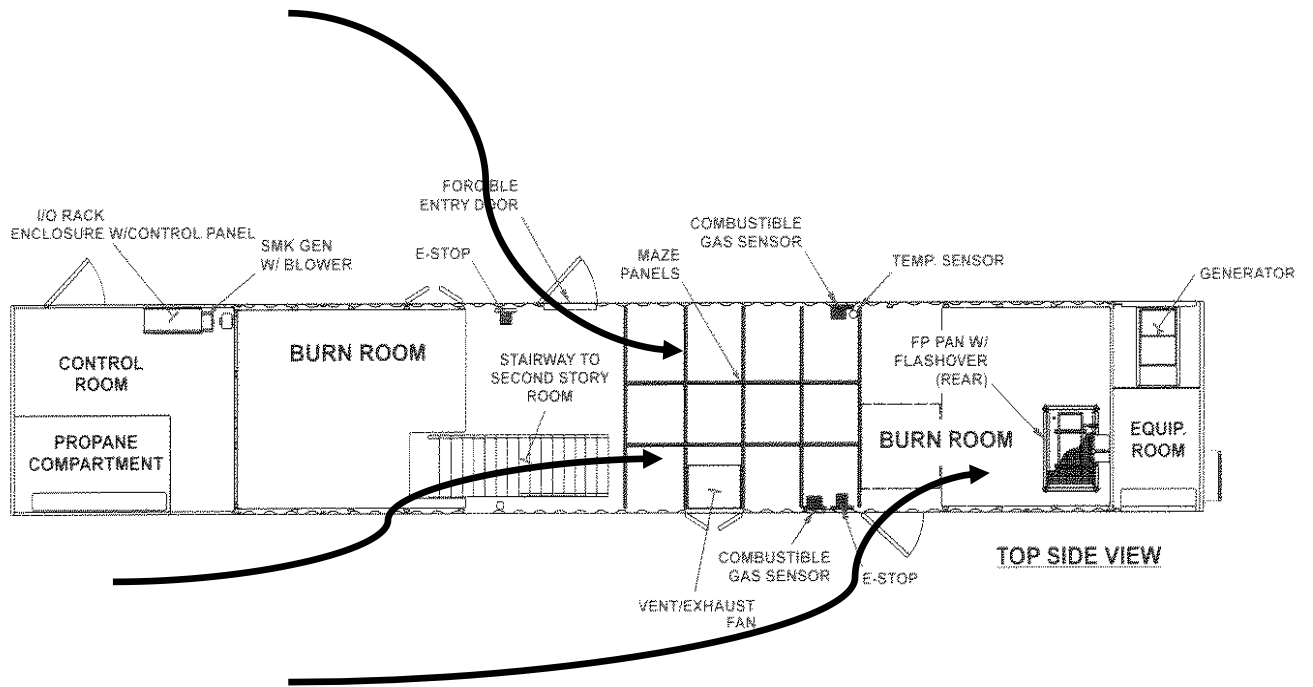 FORCIBLE
ENTRY DOOR
I/O RACK
ENCLOSURE W/CONTROL PANEL
SMK GEN
W/ BLOWER
E-STOP
MAZE
PANELS
COMBUSTIBLE
GAS SENSOR
TEMP. SENSOR
GENERATOR
CONTROL
ROOM
BURN ROOM
STAIRWAY TO
SECOND STORY
ROOM
FP PAN W/
FLASHOVER
(REAR)
PROPANE
COMPARTMENT
BURN ROOM
EQUIP.
ROOM
COMBUSTIBLE
GAS SENSOR
E-STOP
VENT/EXHAUST
FAN
TOP SIDE VIEW